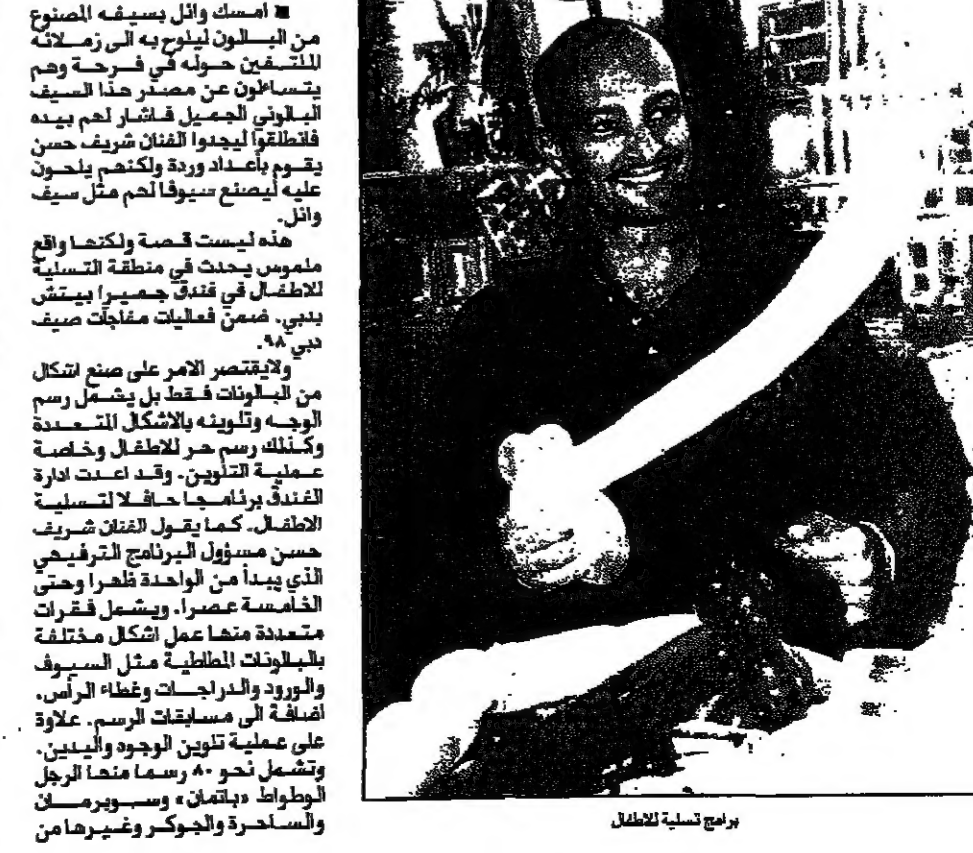 ■ امسك وائل بسيفه المصنوع
من البالون ليلوح به الى زملائه
الملتفين حوله في فرحة وهم
يتساءلون عن مصدر هذا السيف
البالوني الجميل فاشار لهم بيده
فانطلقوا ليجدوا الفنان شريف حسن
يقوم بأعداد وردة ولكنهم يلحون
عليه ليصنع سيوفا لهم مثل سيف
وائل.
هذه ليست قصة ولكنها واقع
ملموس يحدث في منطقة التسلية
للاطفال في فندق جميرا بيتش
بدبي. ضمن فعاليات مفاجآت صيف
دبي ٩٨.
ولايقتصر الامر على صنع اشكال
من البالونات فقط بل يشمل رسم
الوجه وتلوينه بالاشكال المتعددة
وكذلك رسم حر للاطفال وخاصة
عملية التلوين. وقد اعدت ادارة
الفندق برنامجا حافلا لتسلية
الاطفال. كما يقول الفنان شريف
حسن مسؤول البرنامج الترفيهي
الذي يبدأ من الواحدة ظهرا وحتى
الخامسة عصرا. ويشمل فقرات
متعددة منها عمل اشكال مختلفة
بالبالونات المطاطية مثل السيوف
والورود والدراجات وغطاء الرأس.
اضافة الى مسابقات الرسم. علاوة
على عملية تلوين الوجوه واليدين.
وتشمل نحو ٨٠ رسما منها الرجل
الوطواط «باتمان» وسوبرمان
والساحرة والجوكر وغيرها من
برامج تسلية للاطفال